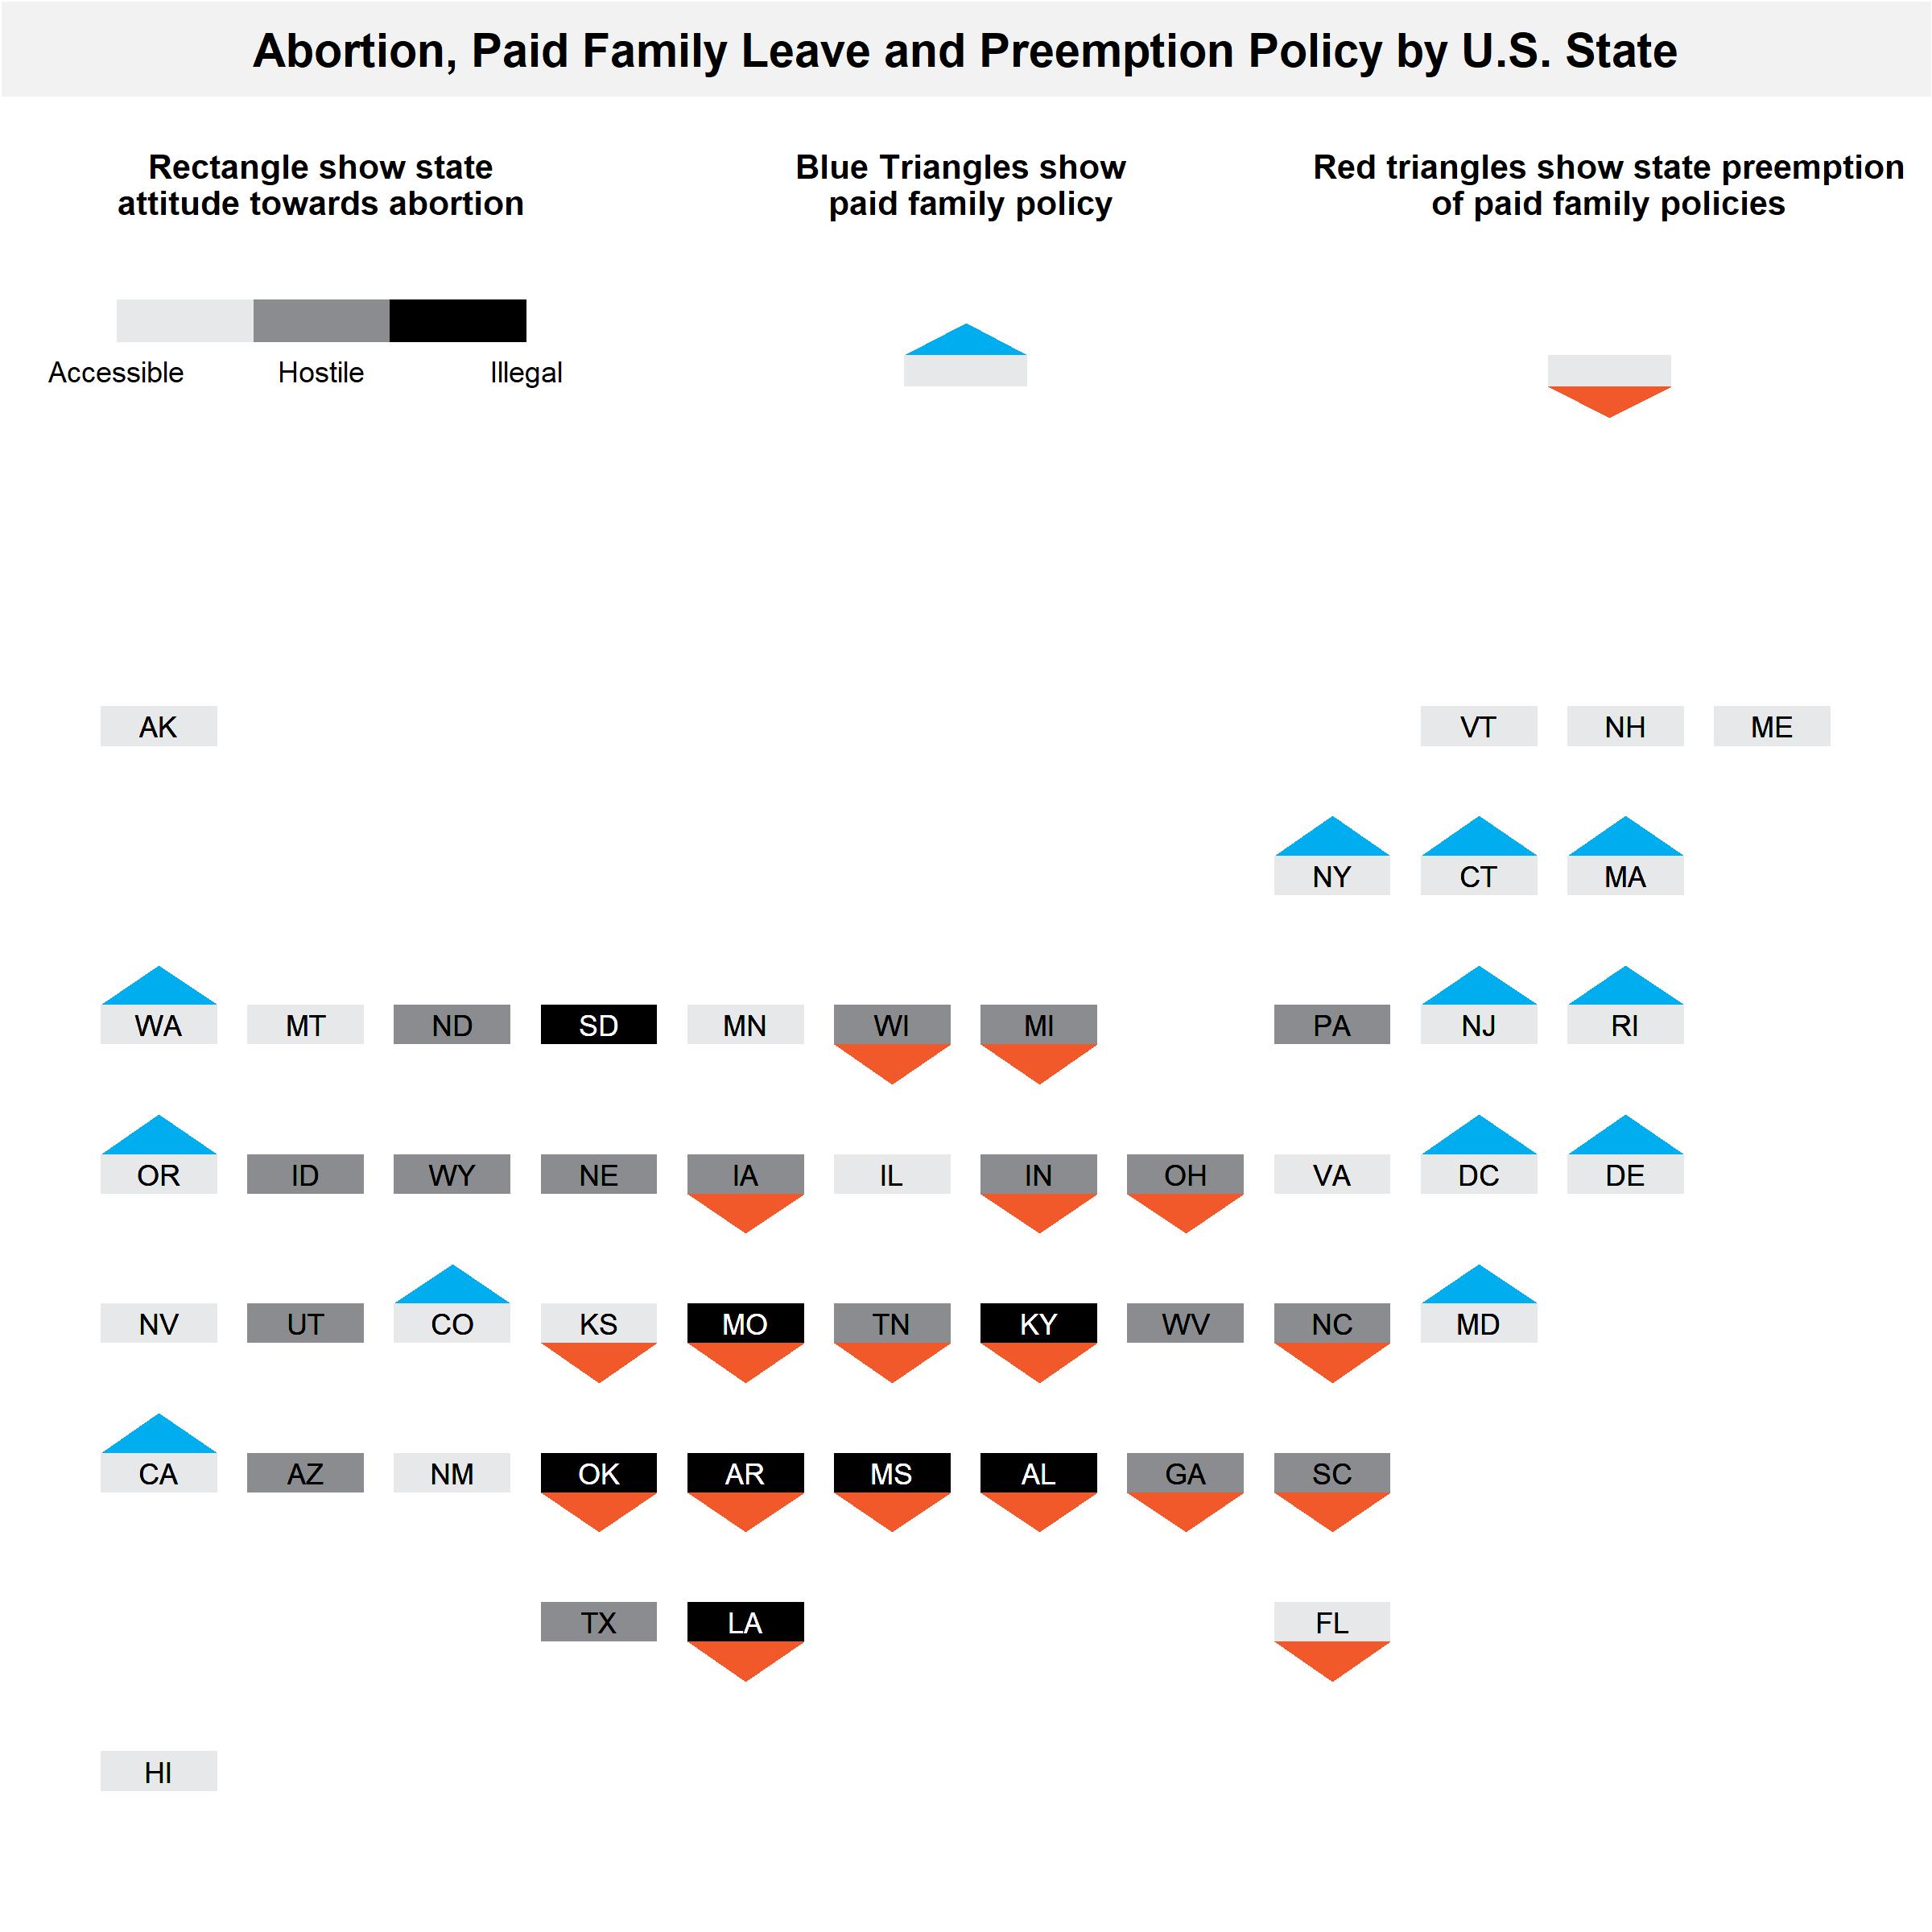 Abortion, Paid Family Leave and Preemption Policy by U.S. State
Rectangle show state
attitude towards abortion
Blue Triangles show
paid family policy
Red triangles show state preemption
of paid family policies
Accessible Hostile Illegal
AK VT NH ME
NY CT MA
WA MT ND SD MN WI MI PA NJ RI
OR ID WY NE IA IL IN OH VA DC DE
NV UT CO KS MO TN KY WV NC MD
CA AZ NM OK AR MS AL GA SC
TX LA FL
HI